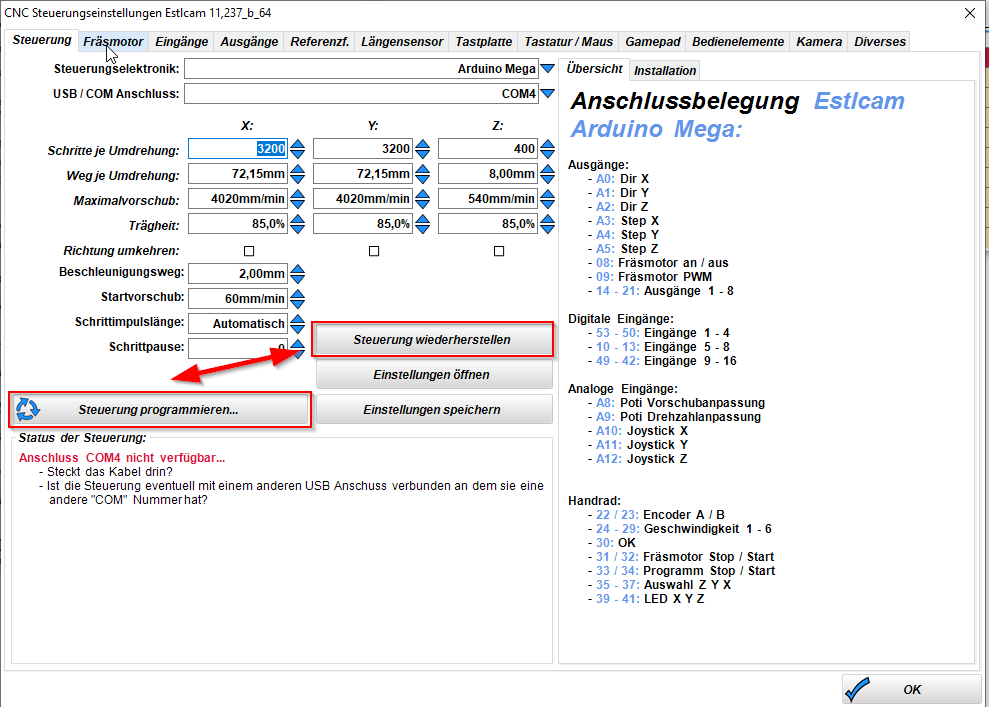 CNC Steuerungseinstellungen Estlcam 11,237_b_64
Steuerung Fräsmotor Eingänge Ausgänge Referenzf. Längensensor Tastplatte Tastatur / Maus Gamepad Bedienelemente Kamera Diverses
Steuerungselektronik: Arduino Mega
USB / COM Anschluss: COM4
X: Y: Z:
Schritte je Umdrehung: 3200 3200 400
Weg je Umdrehung: 72,15mm 72,15mm 8,00mm
Maximalvorschub: 4020mm/min 4020mm/min 540mm/min
Trägheit: 85,0% 85,0% 85,0%
Richtung umkehren:
Beschleunigungsweg: 2,00mm
Startvorschub: 60mm/min
Schrittimpulslänge: Automatisch
Schrittpause: 0
Steuerung wiederherstellen
Einstellungen öffnen
Steuerung programmieren...
Einstellungen speichern
Status der Steuerung:
Anschluss COM4 nicht verfügbar...
- Steckt das Kabel drin?
- Ist die Steuerung eventuell mit einem anderen USB Anschuss verbunden an dem sie eine
andere "COM" Nummer hat?
Übersicht Installation
Anschlussbelegung Estlcam
Arduino Mega:
Ausgänge:
- A0: Dir X
- A1: Dir Y
- A2: Dir Z
- A3: Step X
- A4: Step Y
- A5: Step Z
- 08: Fräsmotor an / aus
- 09: Fräsmotor PWM
- 14 - 21: Ausgänge 1 - 8
Digitale Eingänge:
- 53 - 50: Eingänge 1 - 4
- 10 - 13: Eingänge 5 - 8
- 49 - 42: Eingänge 9 - 16
Analoge Eingänge:
- A8: Poti Vorschubanpassung
- A9: Poti Drehzahlanpassung
- A10: Joystick X
- A11: Joystick Y
- A12: Joystick Z
Handrad:
- 22 / 23: Encoder A / B
- 24 - 29: Geschwindigkeit 1 - 6
- 30: OK
- 31 / 32: Fräsmotor Stop / Start
- 33 / 34: Programm Stop / Start
- 35 - 37: Auswahl Z Y X
- 39 - 41: LED X Y Z
OK